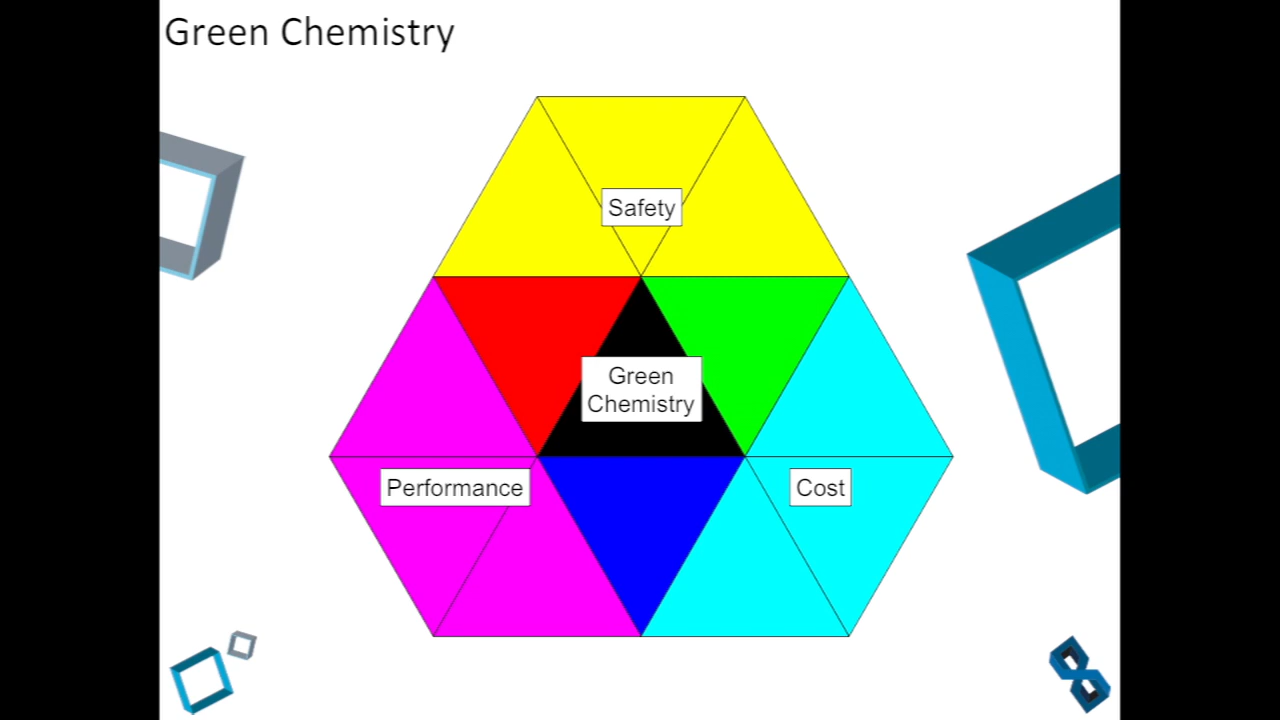 Green Chemistry
Safety
Green
Chemistry
Performance
Cost